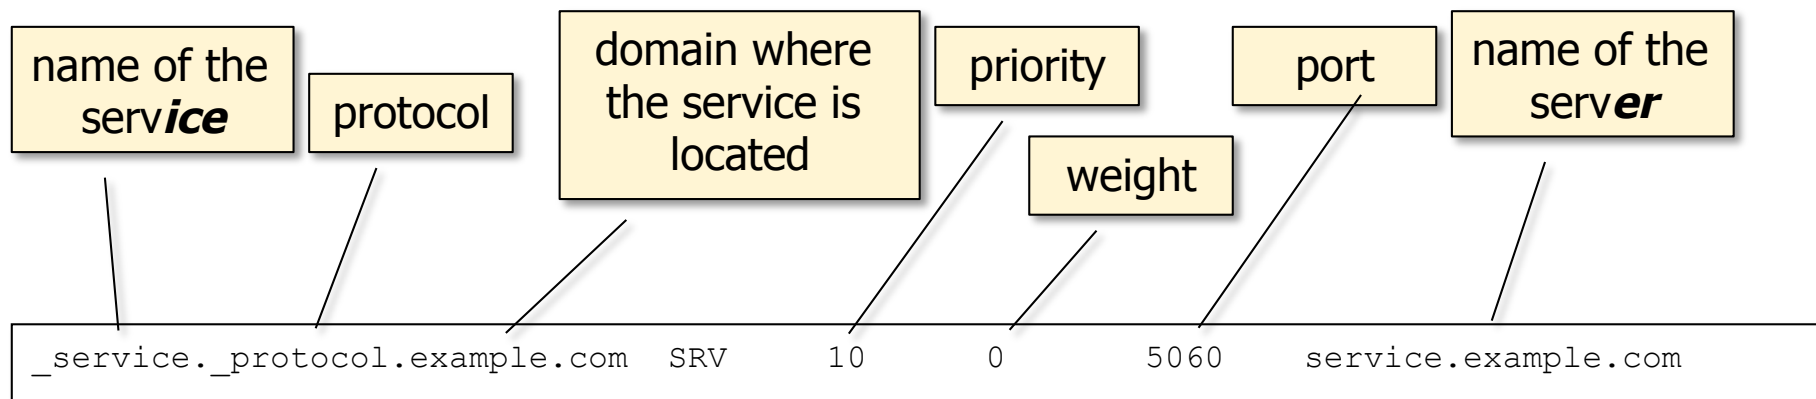 name of the
service
protocol
domain where
the service is
located
priority
weight
port
name of the
server
_service._protocol.example.com SRV 10 0 5060 service.example.com